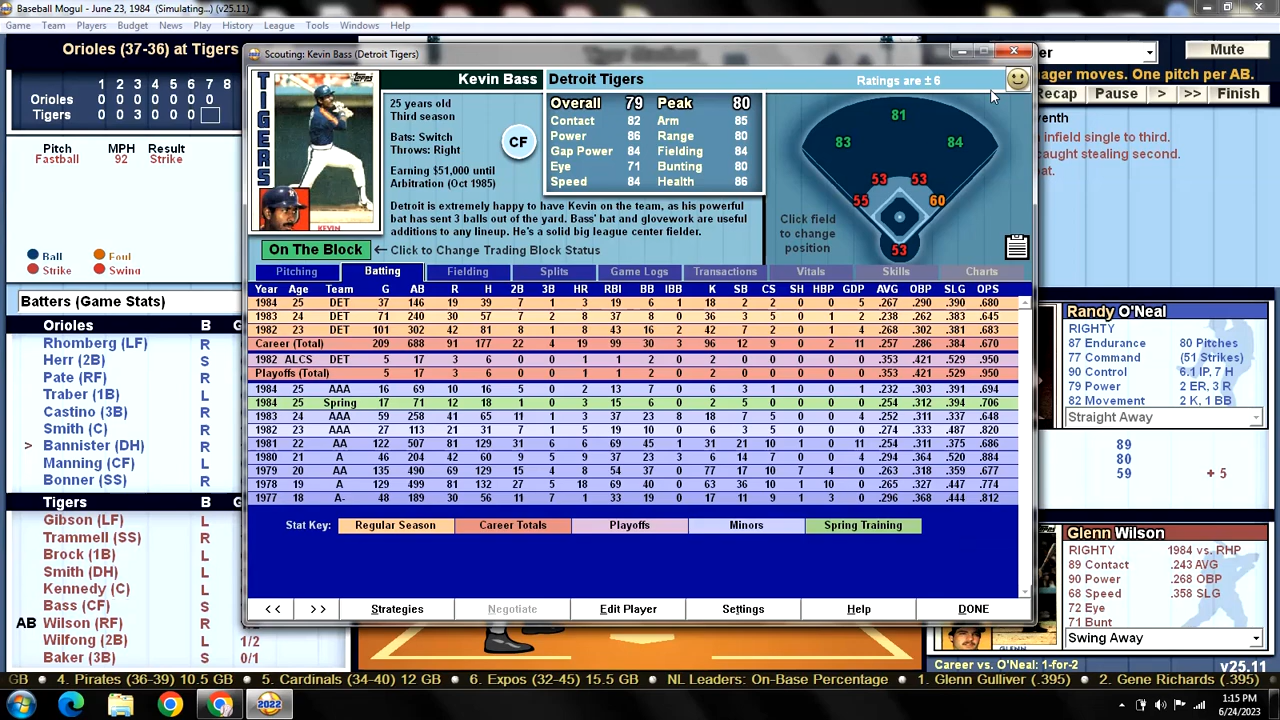 Baseball Mogul - June 23, 1984 (Simulating...) (v25.11)
Game Team Players Budget News Play History League Tools Windows Help
Orioles (37-36) at Tigers
1 2 3 4 5 6 7 8
Orioles 0 0 0 0 0 0 0
Tigers 0 0 3 0 0 0
Pitch MPH Result
Fastball 92 Strike
Ball Foul
Strike Swing
Batters (Game Stats)
Orioles B G
Rhomberg (LF) R
Herr (2B) S
Pate (RF) R
Traber (1B) L
Castino (3B) R
Smith (C) R
> Bannister (DH) R
Manning (CF) L
Bonner (SS) R
Tigers B G
Gibson (LF) L
Trammell (SS) R
Brock (1B) L
Smith (DH) L
Kennedy (C) L
Bass (CF) S
AB Wilson (RF) R
Wilfong (2B) L 1/2
Baker (3B) S 0/1
Scouting: Kevin Bass (Detroit Tigers)
TIGERS
Topps
KEVIN
Kevin Bass
Detroit Tigers
Ratings are ± 6
25 years old
Third season
Bats: Switch
Throws: Right
Earning $51,000 until
Arbitration (Oct 1985)
CF
Overall 79 Peak 80
Contact 82 Arm 85
Power 86 Range 80
Gap Power 84 Fielding 84
Eye 71 Bunting 80
Speed 84 Health 86
Detroit is extremely happy to have Kevin on the team, as his powerful
bat has sent 3 balls out of the yard. Bass' bat and glovework are useful
additions to any lineup. He's a solid big league center fielder.
81
83 84
53 53
55 60
53
Click field
to change
position
On The Block ← Click to Change Trading Block Status
Pitching Batting Fielding Splits Game Logs Transactions Vitals Skills Charts
Year Age Team G AB R H 2B 3B HR RBI BB IBB K SB CS SH HBP GDP AVG OBP SLG OPS
1984 25 DET 37 146 19 39 7 1 3 19 6 1 18 2 2 0 0 5 .267 .290 .390 .680
1983 24 DET 71 240 30 57 7 2 8 37 8 0 36 3 5 0 0 2 .238 .262 .383 .645
1982 23 DET 101 302 42 81 8 1 8 43 16 2 42 7 2 0 1 4 .268 .302 .381 .683
Career (Total) 209 688 91 177 22 4 19 99 30 3 96 12 9 0 2 11 .257 .286 .384 .670
1982 ALCS DET 5 17 3 6 0 0 1 1 2 0 2 0 0 0 0 0 .353 .421 .529 .950
Playoffs (Total) 5 17 3 6 0 0 1 1 2 0 2 0 0 0 0 0 .353 .421 .529 .950
1984 25 AAA 16 69 10 16 5 0 2 13 7 0 6 3 1 0 0 1 .232 .303 .391 .694
1984 25 Spring 17 71 12 18 1 0 3 15 6 0 2 5 0 0 0 0 .254 .312 .394 .706
1983 24 AAA 59 258 41 65 11 1 3 37 23 8 18 7 5 0 0 4 .252 .311 .337 .648
1982 23 AAA 27 113 21 31 7 1 5 19 10 0 6 3 5 0 0 0 .274 .333 .487 .820
1981 22 AA 122 507 81 129 31 6 6 69 45 1 31 21 10 1 0 11 .254 .311 .375 .686
1980 21 A 46 204 42 60 9 5 9 37 23 3 6 14 7 0 0 4 .294 .364 .520 .884
1979 20 AA 135 490 69 129 15 4 8 54 37 0 77 17 10 0 4 7 .263 .318 .359 .677
1978 19 A 129 499 81 132 27 5 18 69 40 0 63 36 10 1 6 10 .265 .327 .447 .774
1977 18 A- 48 189 30 56 11 7 1 33 19 0 17 11 9 1 3 0 .296 .368 .444 .812
Stat Key: Regular Season Career Totals Playoffs Minors Spring Training
<< >> Strategies Negotiate Edit Player Settings Help DONE
er Mute
nager moves. One pitch per AB.
Recap Pause > >> Finish
venth
infield single to third.
caught stealing second.
bat.
Randy O'Neal
RIGHTY
87 Endurance 80 Pitches
77 Command (51 Strikes)
90 Control 6.1 IP, 7 H
79 Power 2 ER, 3 R
82 Movement 2 K, 1 BB
Straight Away
89
80
59 + 5
Glenn Wilson
RIGHTY 1984 vs. RHP
89 Contact .243 AVG
90 Power .268 OBP
68 Speed .358 SLG
72 Eye
71 Bunt
Swing Away
GLENN
Career vs. O'Neal: 1-for-2
v25.11
GB 4. Pirates (36-39) 10.5 GB 5. Cardinals (34-40) 12 GB 6. Expos (32-45) 15.5 GB NL Leaders: On-Base Percentage 1. Glenn Gulliver (.395) 2. Gene Richards (.395)
2022
1:15 PM
6/24/2023